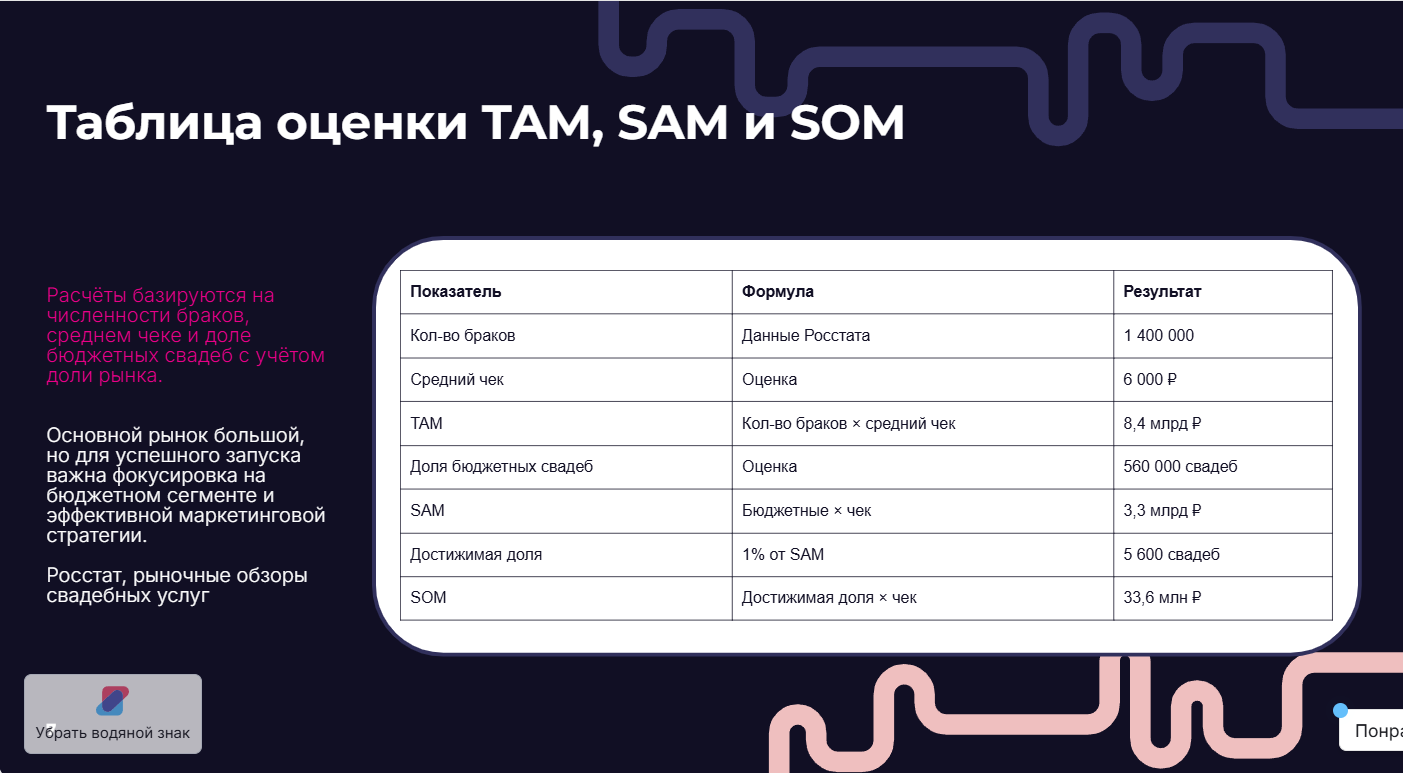 Таблица оценки TAM, SAM и SOM
Расчёты базируются на
численности браков,
среднем чеке и доле
бюджетных свадеб с учётом
доли рынка.
Основной рынок большой,
но для успешного запуска
важна фокусировка на
бюджетном сегменте и
эффективной маркетинговой
стратегии.
Росстат, рыночные обзоры
свадебных услуг
Показатель Формула Результат
Кол-во браков Данные Росстата 1 400 000
Средний чек Оценка 6 000 ₽
TAM Кол-во браков × средний чек 8,4 млрд ₽
Доля бюджетных свадеб Оценка 560 000 свадеб
SAM Бюджетные × чек 3,3 млрд ₽
Достижимая доля 1% от SAM 5 600 свадеб
SOM Достижимая доля × чек 33,6 млн ₽
7
Убрать водяной знак
Понра